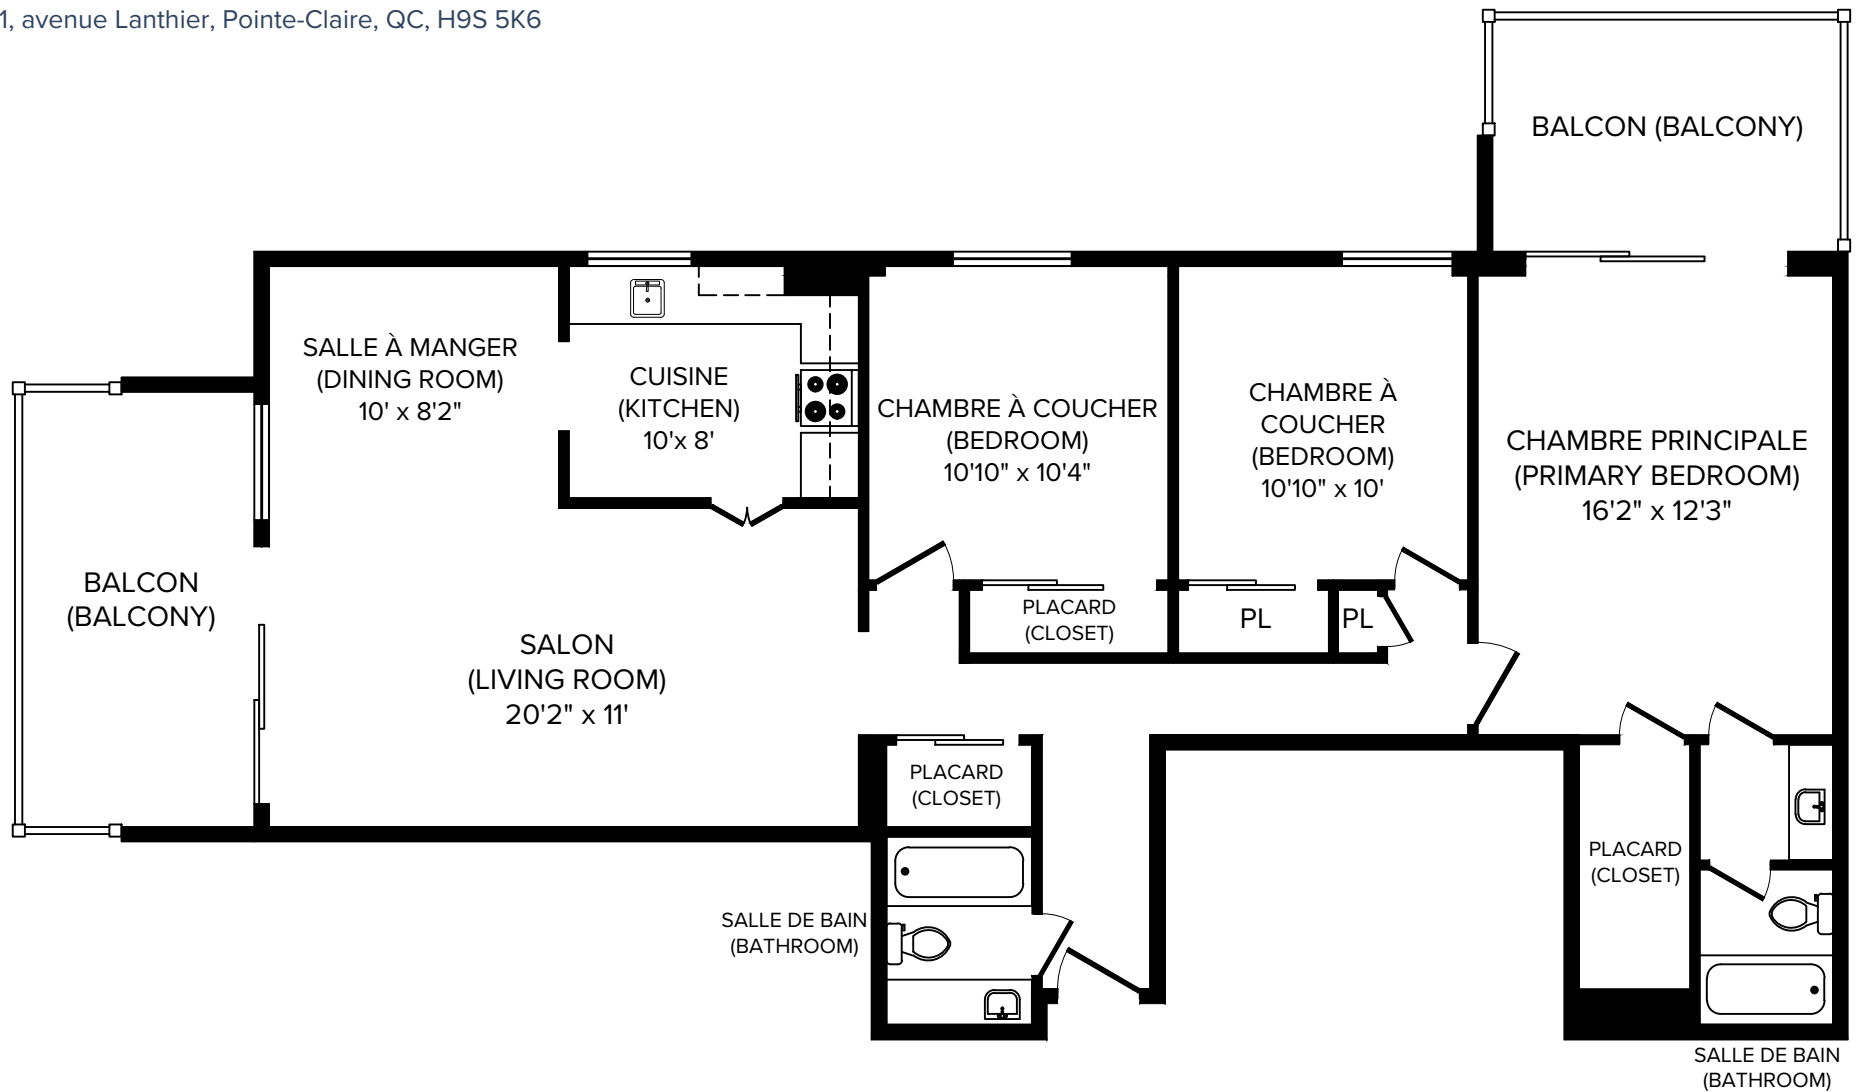 1, avenue Lanthier, Pointe-Claire, QC, H9S 5K6
BALCON (BALCONY)
SALLE À MANGER
(DINING ROOM)
10' x 8'2"
CUISINE
(KITCHEN)
10'x 8'
CHAMBRE À COUCHER
(BEDROOM)
10'10" x 10'4"
CHAMBRE À
COUCHER
(BEDROOM)
10'10" x 10'
CHAMBRE PRINCIPALE
(PRIMARY BEDROOM)
16'2" x 12'3"
BALCON
(BALCONY)
SALON
(LIVING ROOM)
20'2" x 11'
PLACARD
(CLOSET)
PL
PL
PLACARD
(CLOSET)
PLACARD
(CLOSET)
SALLE DE BAIN
(BATHROOM)
SALLE DE BAIN
(BATHROOM)